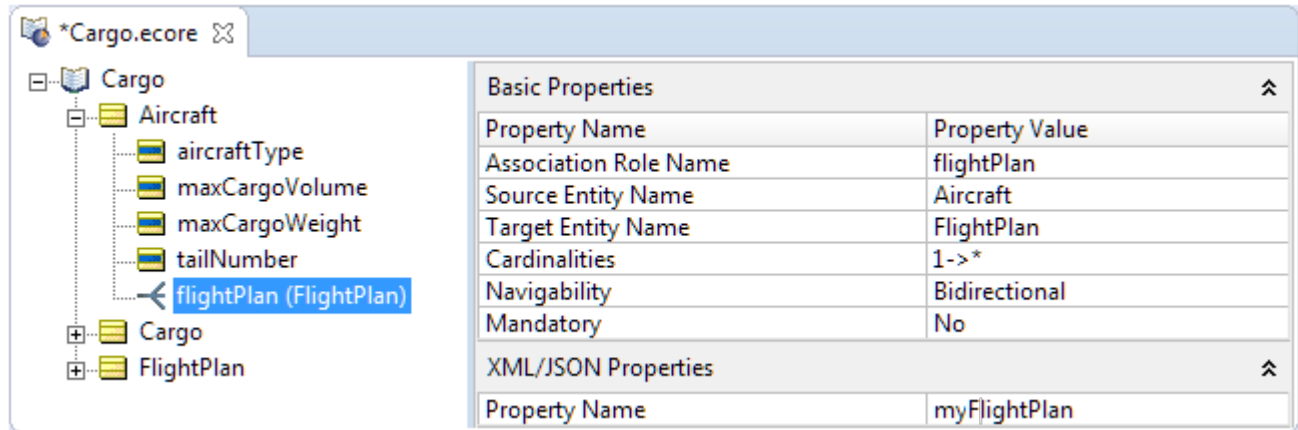 *Cargo.ecore
Cargo
Aircraft
aircraftType
maxCargoVolume
maxCargoWeight
tailNumber
flightPlan (FlightPlan)
Cargo
FlightPlan
Basic Properties
Property Name Property Value
Association Role Name flightPlan
Source Entity Name Aircraft
Target Entity Name FlightPlan
Cardinalities 1->*
Navigability Bidirectional
Mandatory No
XML/JSON Properties
Property Name myFlightPlan